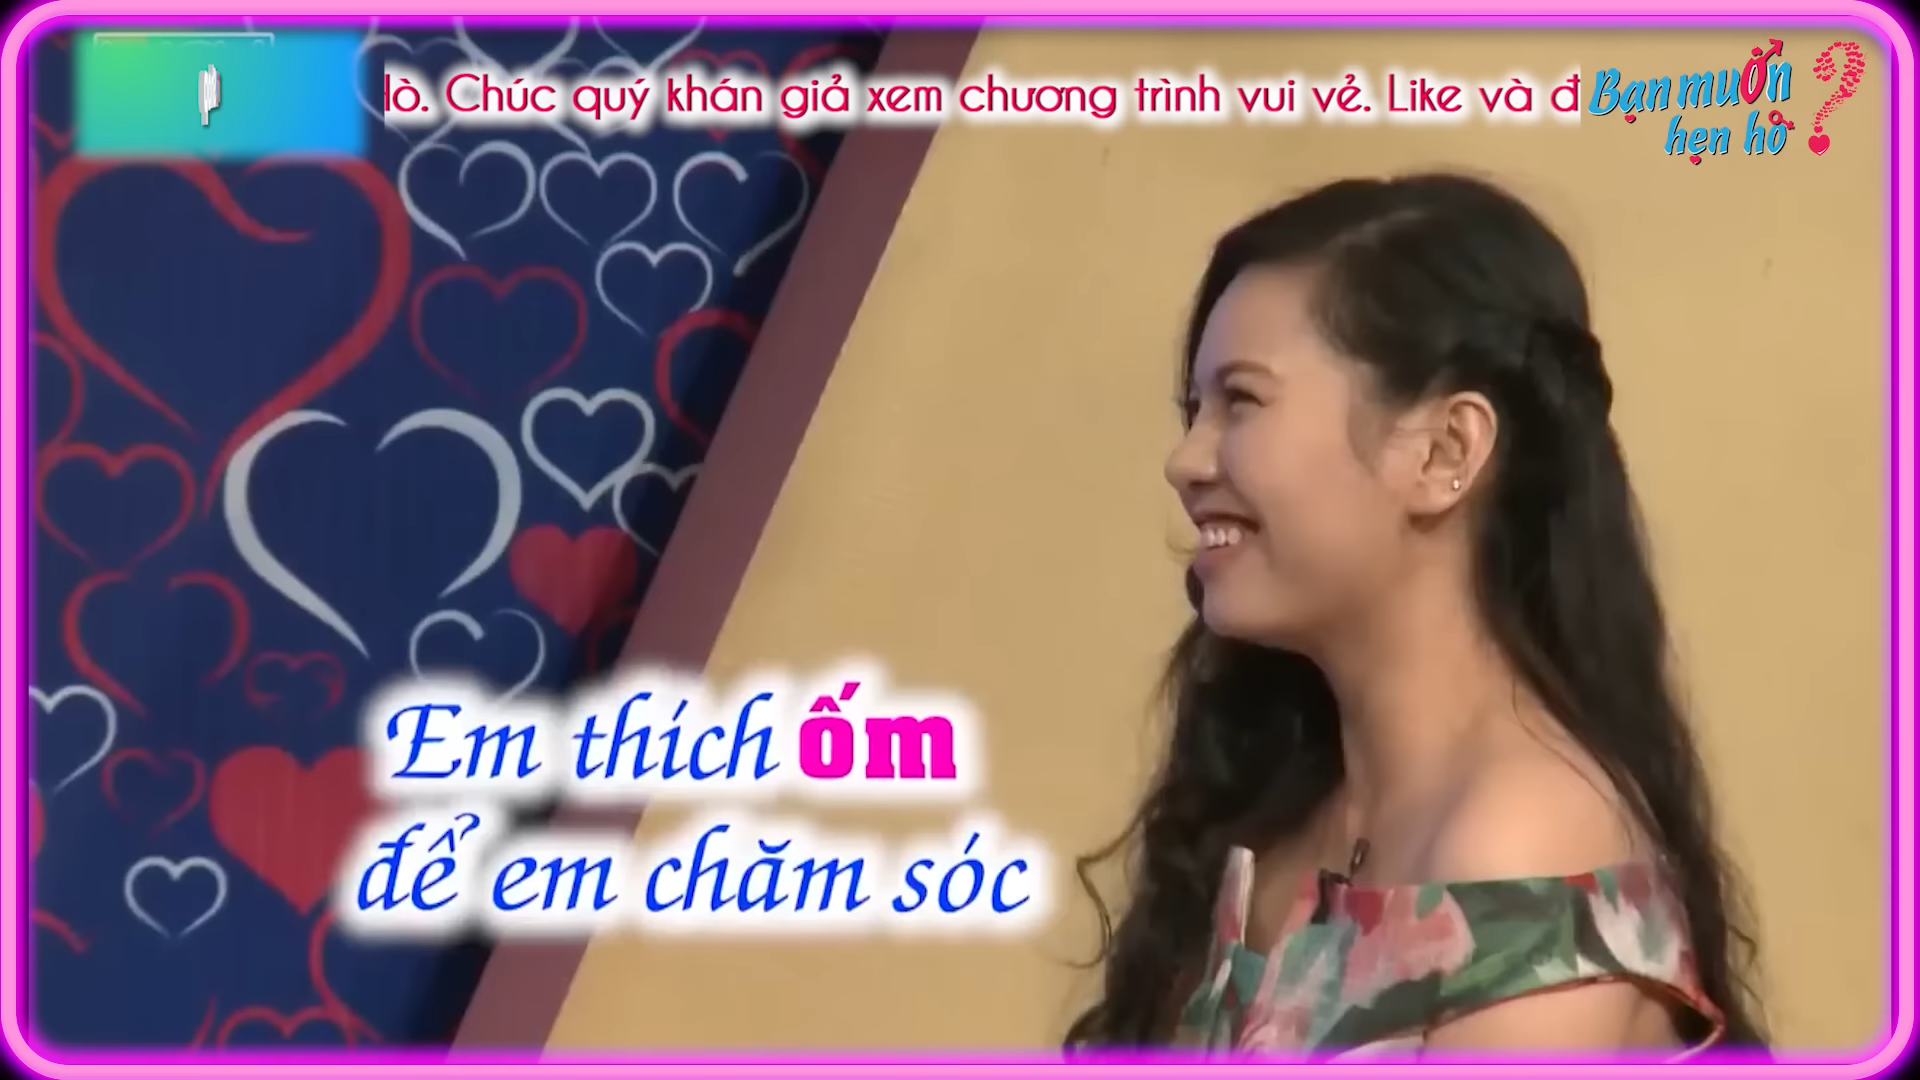 Hò. Chúc quý khán giả xem chương trình vui vẻ. Like và đ
Bạn muốn
hẹn hò?
Em thích ốm
để em chăm sóc